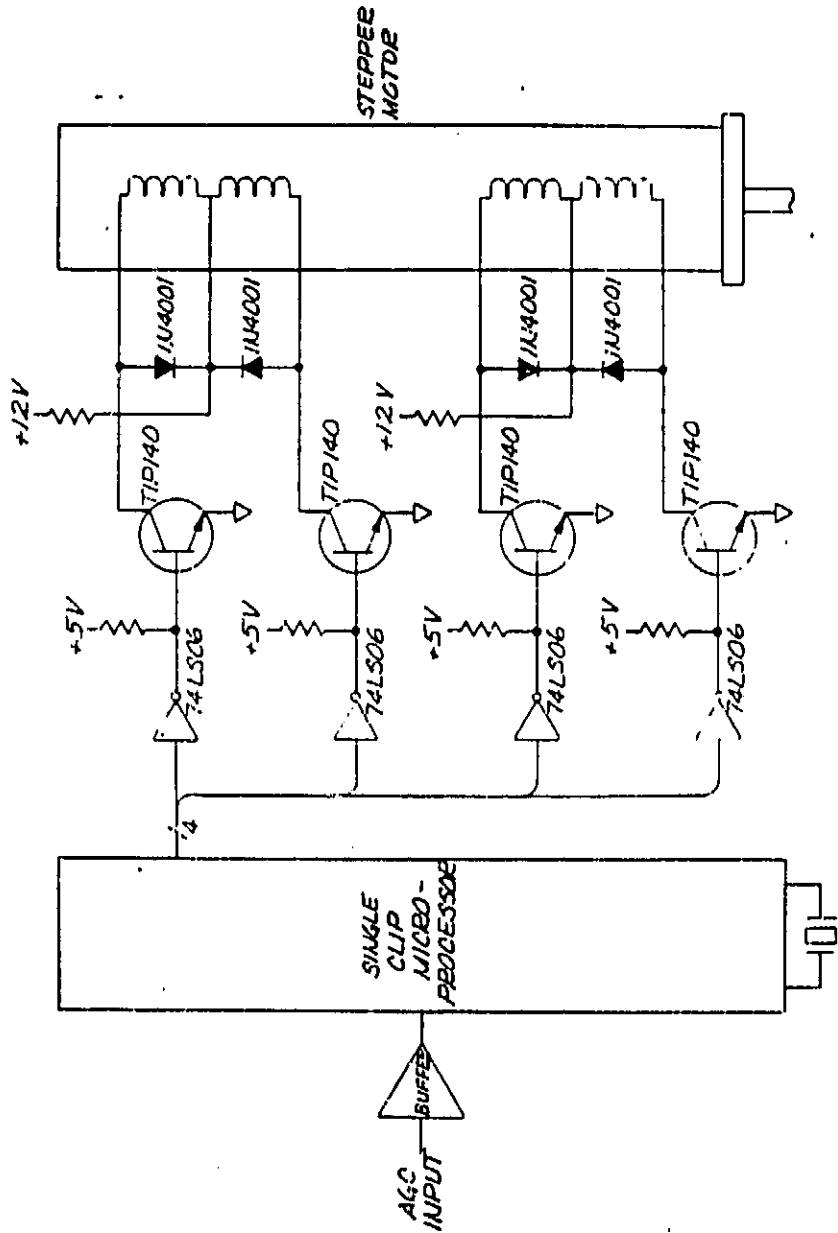 AGC
INPUT
BUFFER
SINGLE
CLIP
MICRO-
PROCESSOR
4
+5V
74LS06
TIP140
+12V
1N4001
1N4001
+5V
74LS06
TIP140
+5V
74LS06
TIP140
+12V
1N4001
1N4001
+5V
74LS06
TIP140
STEPPER
MOTOR